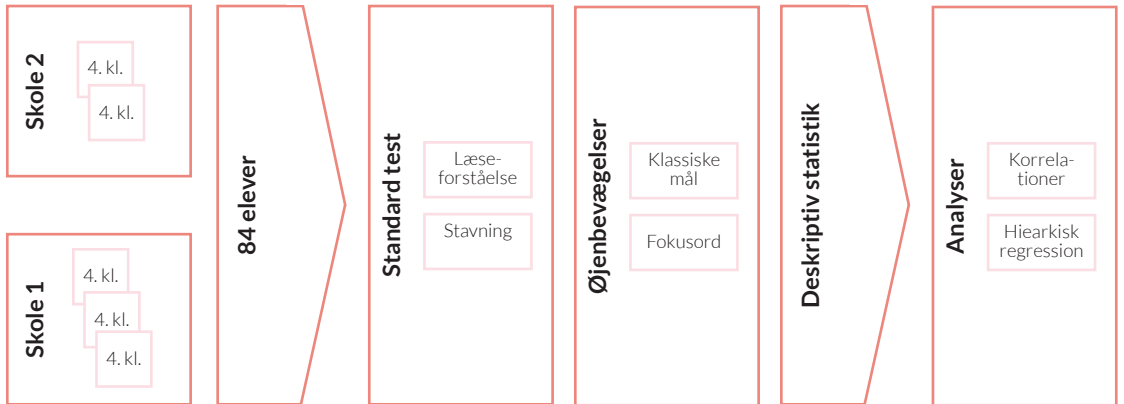 Skole 2
4. kl.
4. kl.
Skole 1
4. kl.
4. kl.
4. kl.
84 elever
Standard test
Læse-
forståelse
Stavning
Øjenbevægelser
Klassiske
mål
Fokusord
Deskriptiv statistik
Analyser
Korrela-
tioner
Hiearkisk
regression